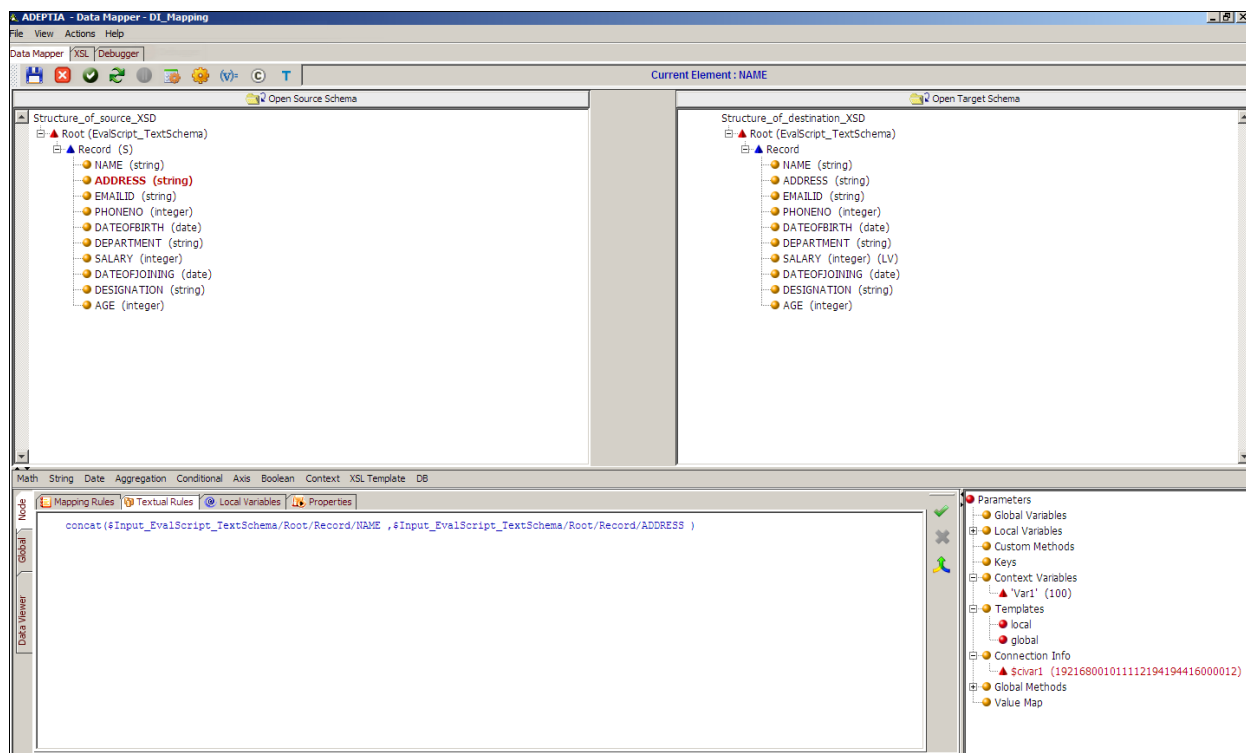 ADEPTIA - Data Mapper - DI_Mapping
File View Actions Help
Data Mapper XSL Debugger
(v)= © T Current Element : NAME
Open Source Schema
Structure_of_source_XSD
Root (EvalScript_TextSchema)
Record (S)
NAME (string)
ADDRESS (string)
EMAILID (string)
PHONENO (integer)
DATEOFBIRTH (date)
DEPARTMENT (string)
SALARY (integer)
DATEOFJOINING (date)
DESIGNATION (string)
AGE (integer)
Open Target Schema
Structure_of_destination_XSD
Root (EvalScript_TextSchema)
Record
NAME (string)
ADDRESS (string)
EMAILID (string)
PHONENO (integer)
DATEOFBIRTH (date)
DEPARTMENT (string)
SALARY (integer) (LV)
DATEOFJOINING (date)
DESIGNATION (string)
AGE (integer)
Math String Date Aggregation Conditional Axis Boolean Context XSL Template DB
Node
Global
Data Viewer
Mapping Rules Textual Rules Local Variables Properties
concat($Input_EvalScript_TextSchema/Root/Record/NAME ,$Input_EvalScript_TextSchema/Root/Record/ADDRESS )
Parameters
Global Variables
Local Variables
Custom Methods
Keys
Context Variables
'Var1' (100)
Templates
local
global
Connection Info
$civar1 (192168001011112194194416000012)
Global Methods
Value Map